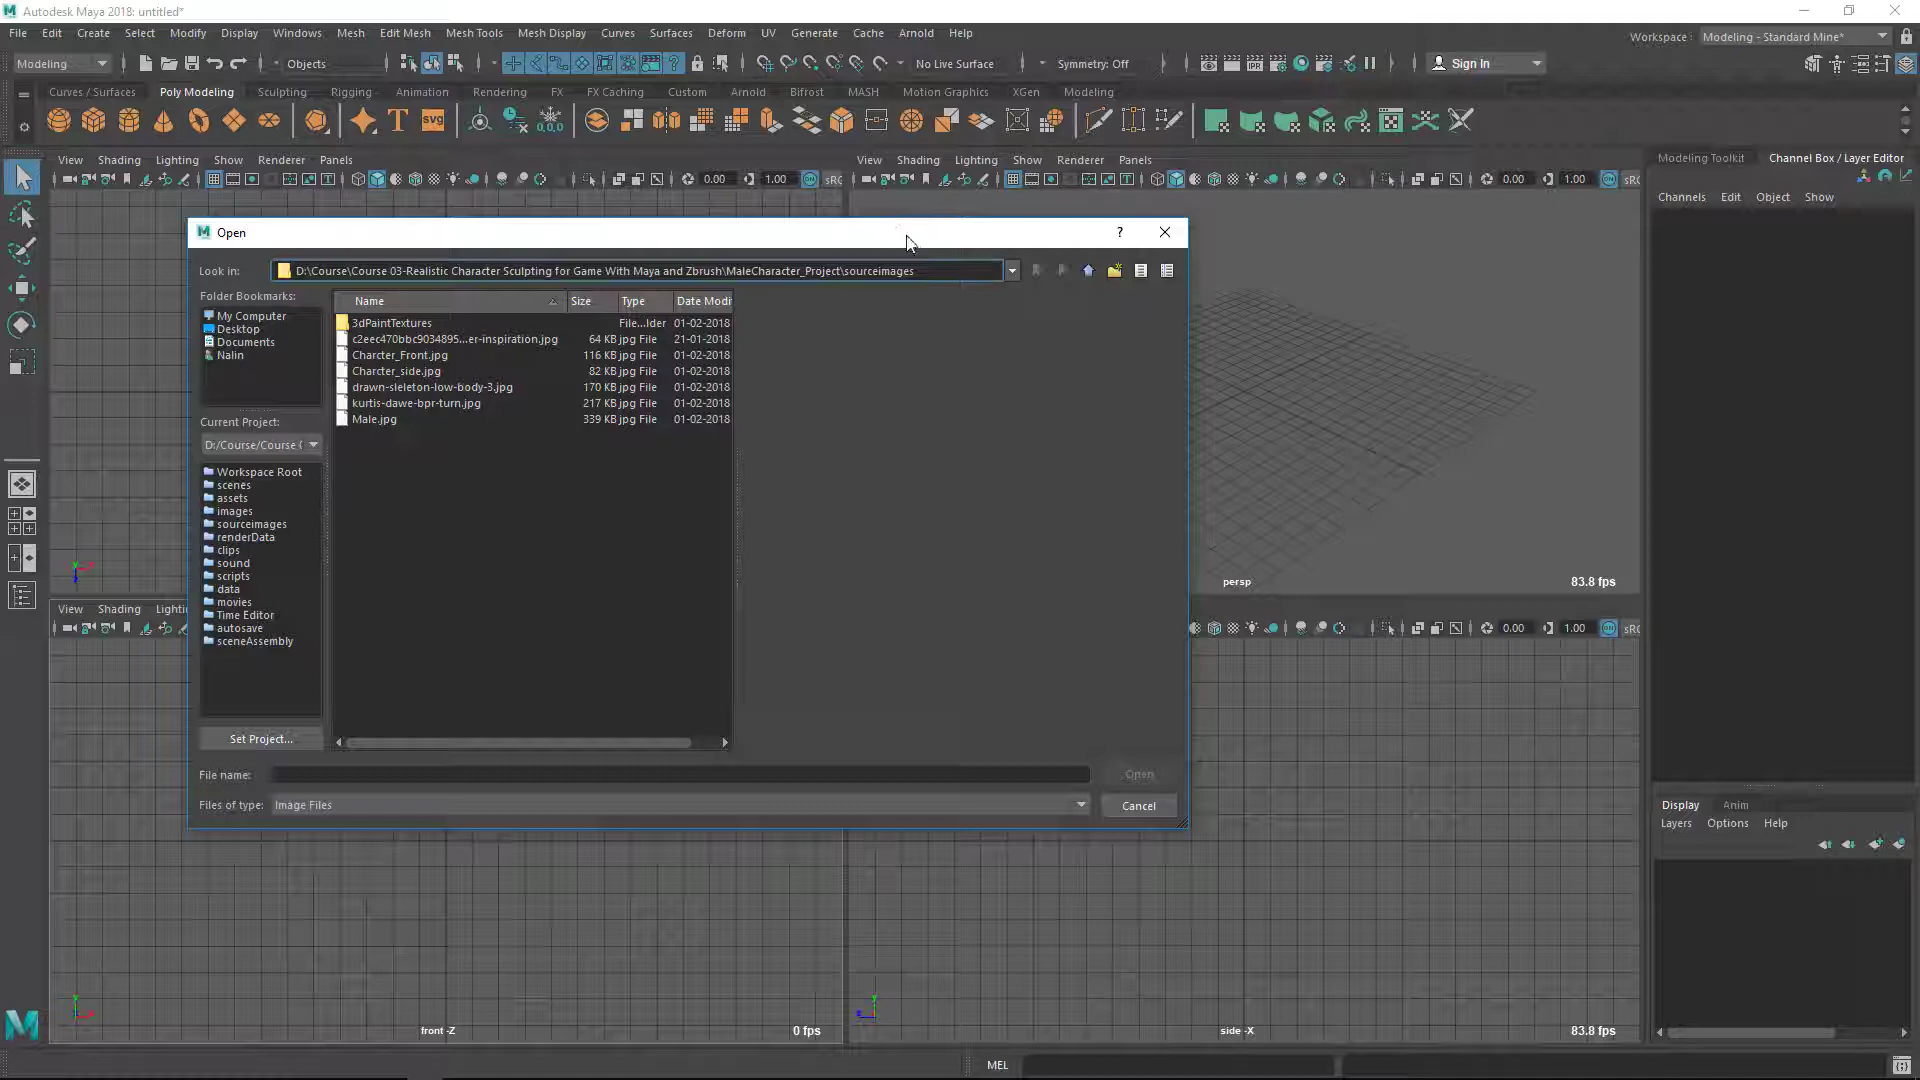 Autodesk Maya 2018: untitled*
File Edit Create Select Modify Display Windows Mesh Edit Mesh Mesh Tools Mesh Display Curves Surfaces Deform UV Generate Cache Arnold Help
Workspace : Modeling - Standard Mine*
Modeling Objects No Live Surface Symmetry: Off Sign In
Curves / Surfaces Poly Modeling Sculpting Rigging Animation Rendering FX FX Caching Custom Arnold Bifrost MASH Motion Graphics XGen Modeling
View Shading Lighting Show Renderer Panels
0.00 1.00 sR
View Shading Lighting Show Renderer Panels
0.00 1.00 sR
Modeling Toolkit Channel Box / Layer Editor
Channels Edit Object Show
Open
Look in: D:\Course\Course 03-Realistic Character Sculpting for Game With Maya and Zbrush\MaleCharacter_Project\sourceimages
Folder Bookmarks:
My Computer
Desktop
Documents
Nalin
Current Project:
D:/Course/Course
Workspace Root
scenes
assets
images
sourceimages
renderData
clips
sound
scripts
data
movies
Time Editor
autosave
sceneAssembly
Set Project...
Name Size Type Date Modi
3dPaintTextures File...lder 01-02-2018
c2eec470bbc9034895...er-inspiration.jpg 64 KB jpg File 21-01-2018
Charcter_Front.jpg 116 KB jpg File 01-02-2018
Charcter_side.jpg 82 KB jpg File 01-02-2018
drawn-sleleton-low-body-3.jpg 170 KB jpg File 01-02-2018
kurtis-dawe-bpr-turn.jpg 217 KB jpg File 01-02-2018
Male.jpg 339 KB jpg File 01-02-2018
File name: Open
Files of type: Image Files Cancel
persp 83.8 fps
View Shading Lighti
0.00 1.00 sR
front -Z 0 fps
side -X 83.8 fps
Display Anim
Layers Options Help
MEL